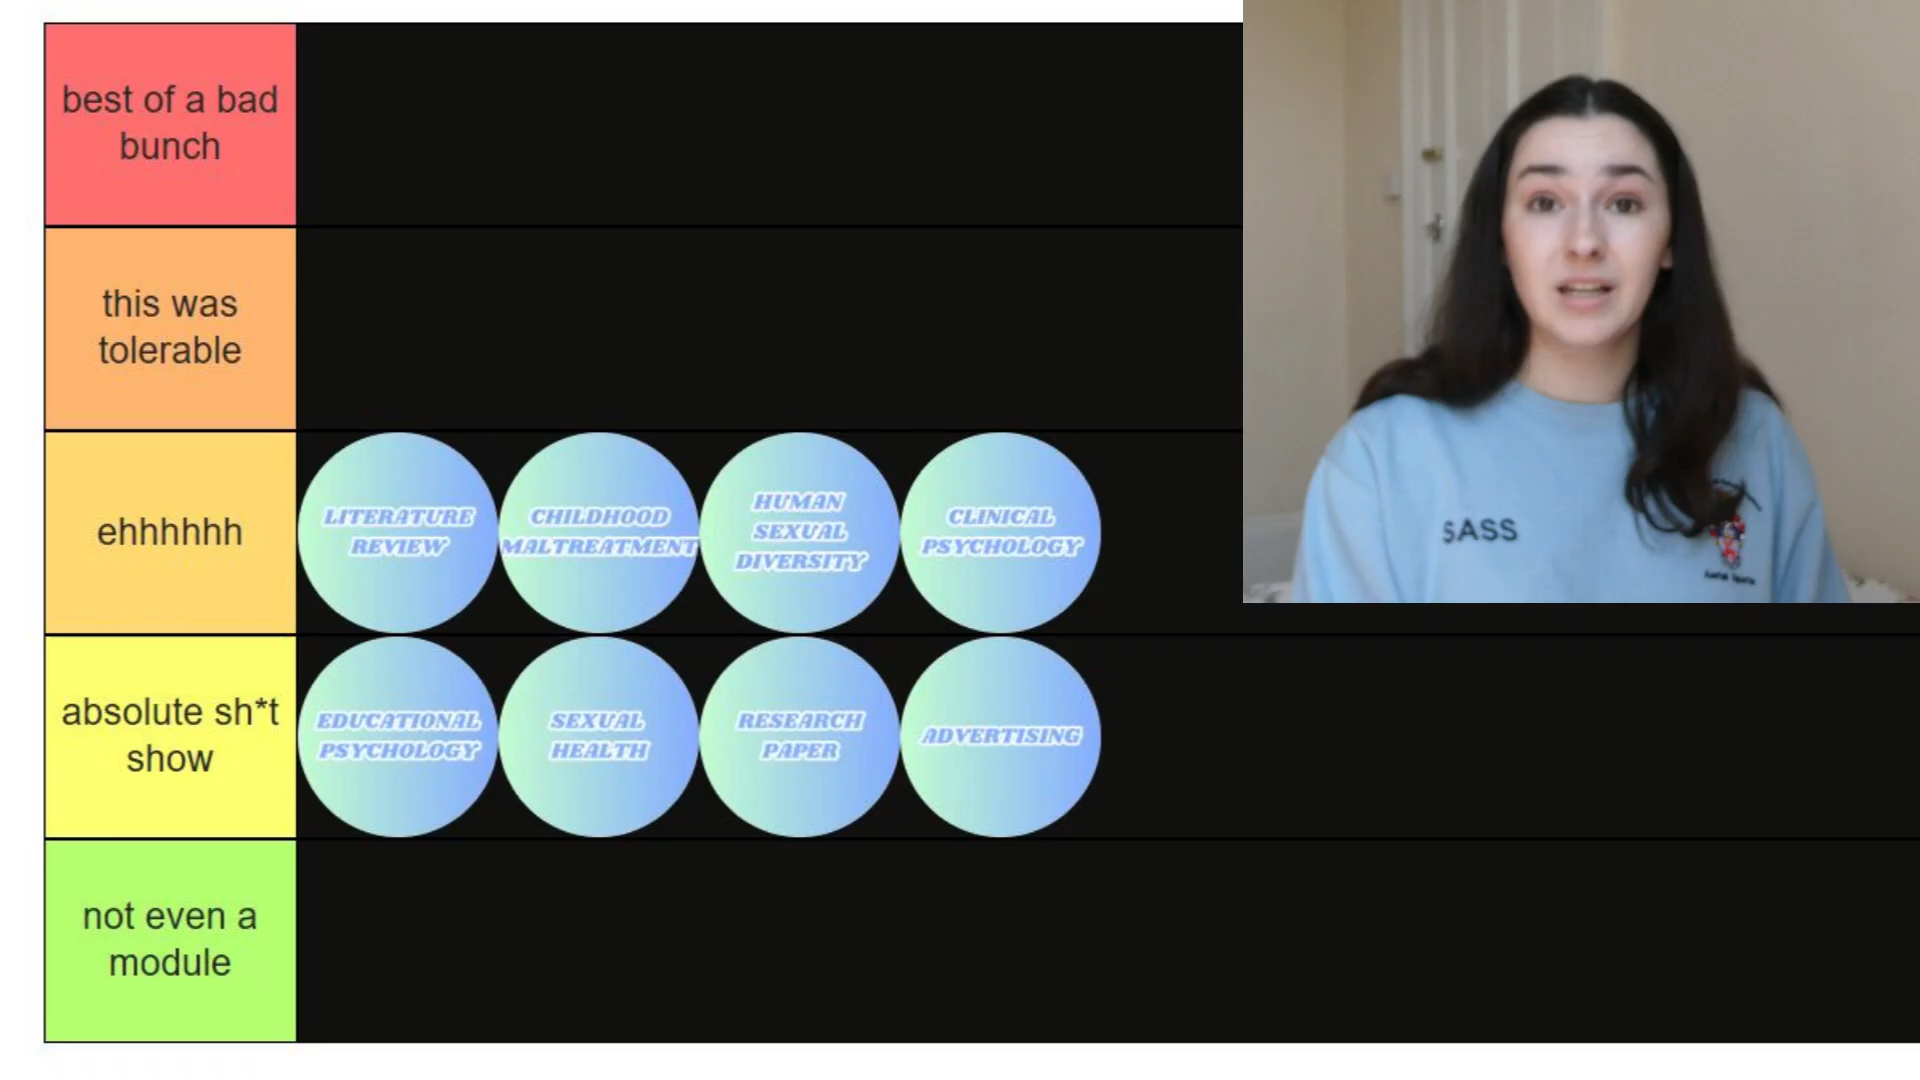 best of a bad
bunch
this was
tolerable
ehhhhhh
LITERATURE
REVIEW
CHILDHOOD
MALTREATMENT
HUMAN
SEXUAL
DIVERSITY
CLINICAL
PSYCHOLOGY
absolute sh*t
show
EDUCATIONAL
PSYCHOLOGY
SEXUAL
HEALTH
RESEARCH
PAPER
ADVERTISING
not even a
module
SASS